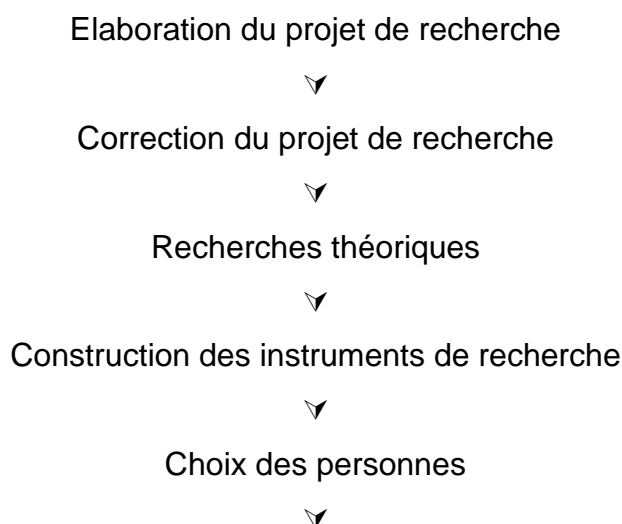 Elaboration du projet de recherche
Correction du projet de recherche
Recherches théoriques
Construction des instruments de recherche
Choix des personnes